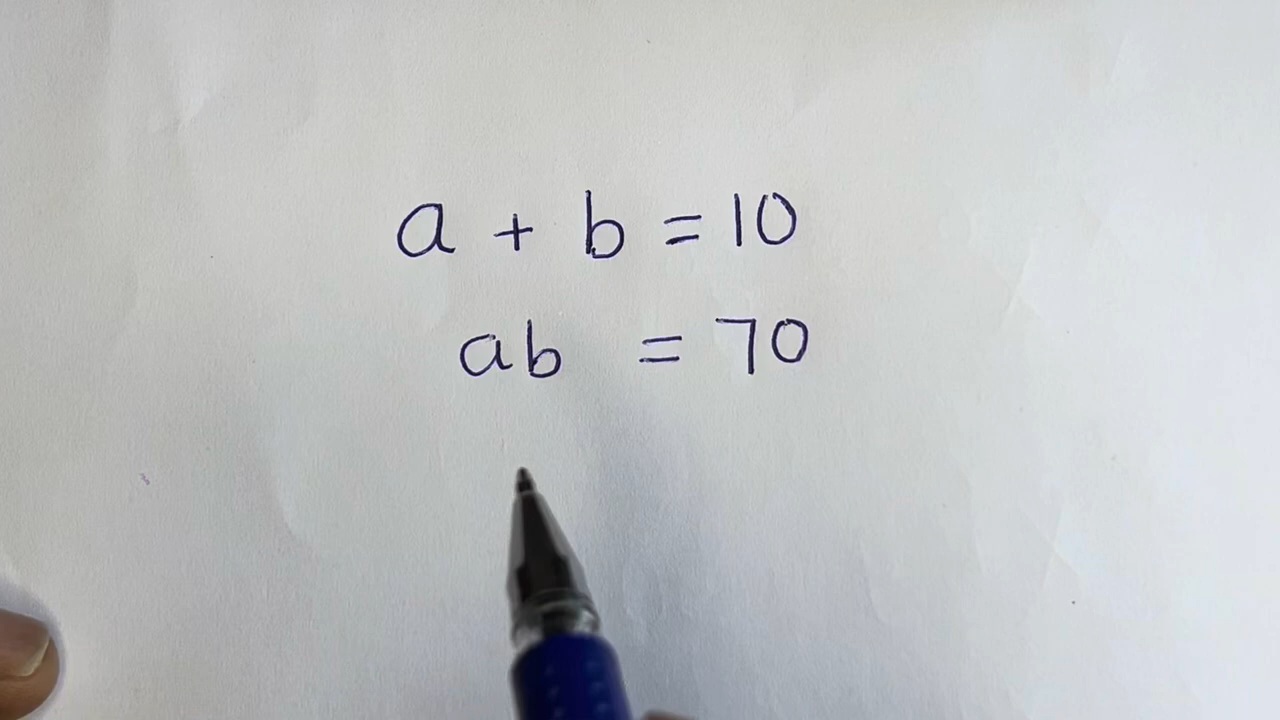 a + b = 10
ab = 70